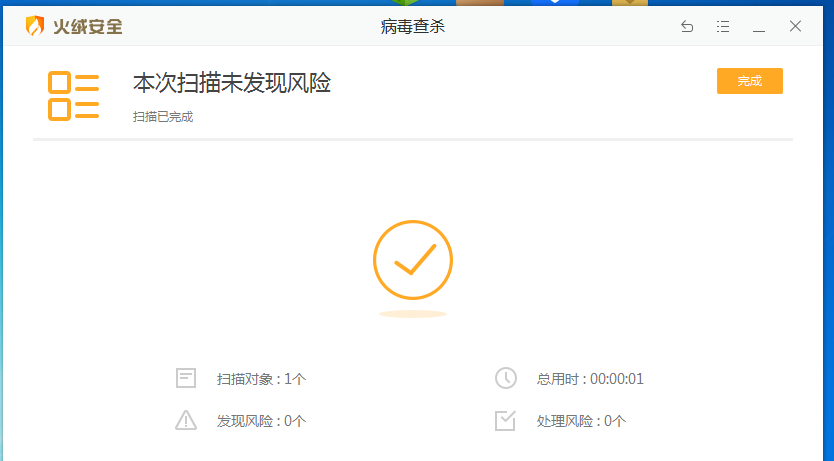 火绒安全
病毒查杀
本次扫描未发现风险
完成
扫描已完成
扫描对象 : 1个
总用时 : 00:00:01
发现风险 : 0个
处理风险 : 0个